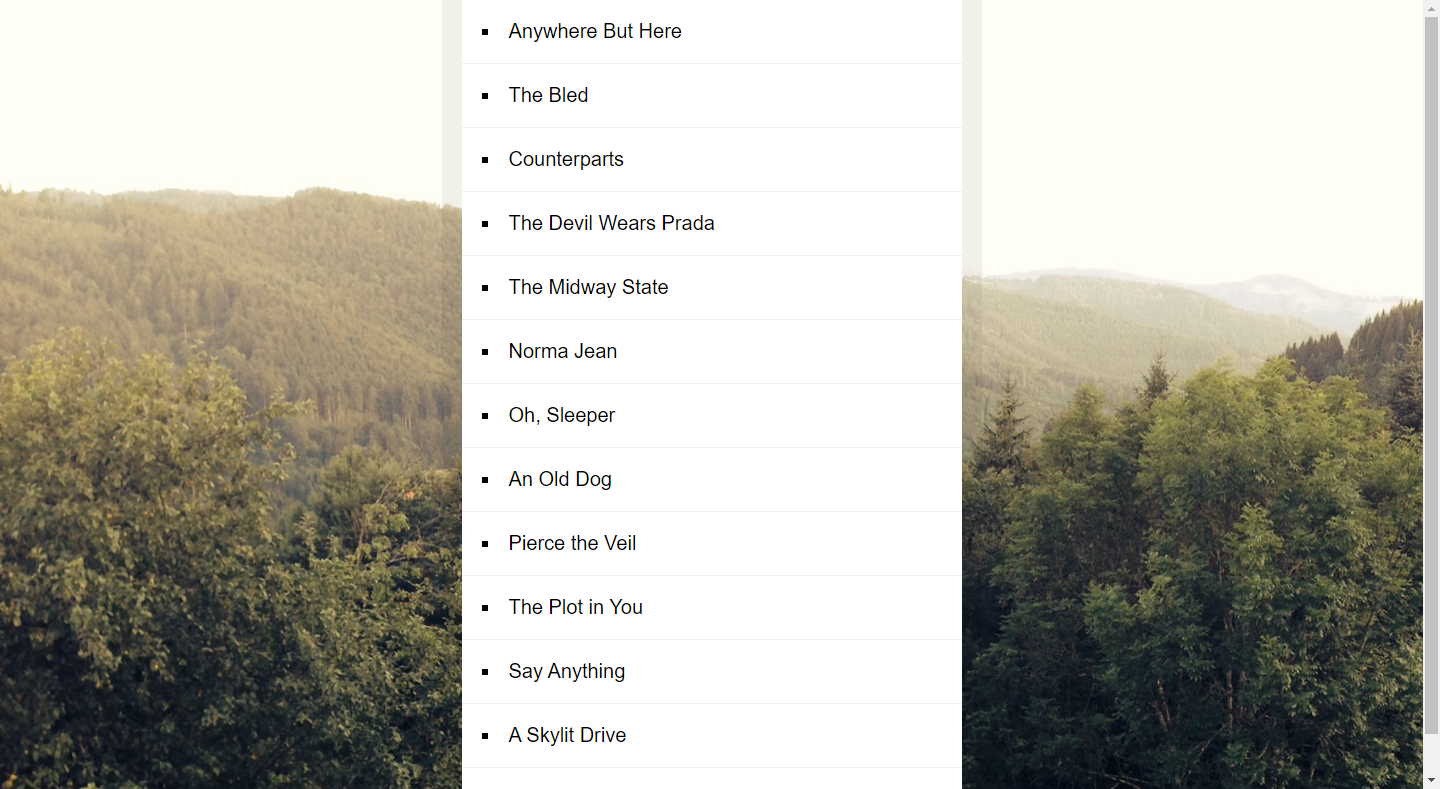 Anywhere But Here
The Bled
Counterparts
The Devil Wears Prada
The Midway State
Norma Jean
Oh, Sleeper
An Old Dog
Pierce the Veil
The Plot in You
Say Anything
A Skylit Drive